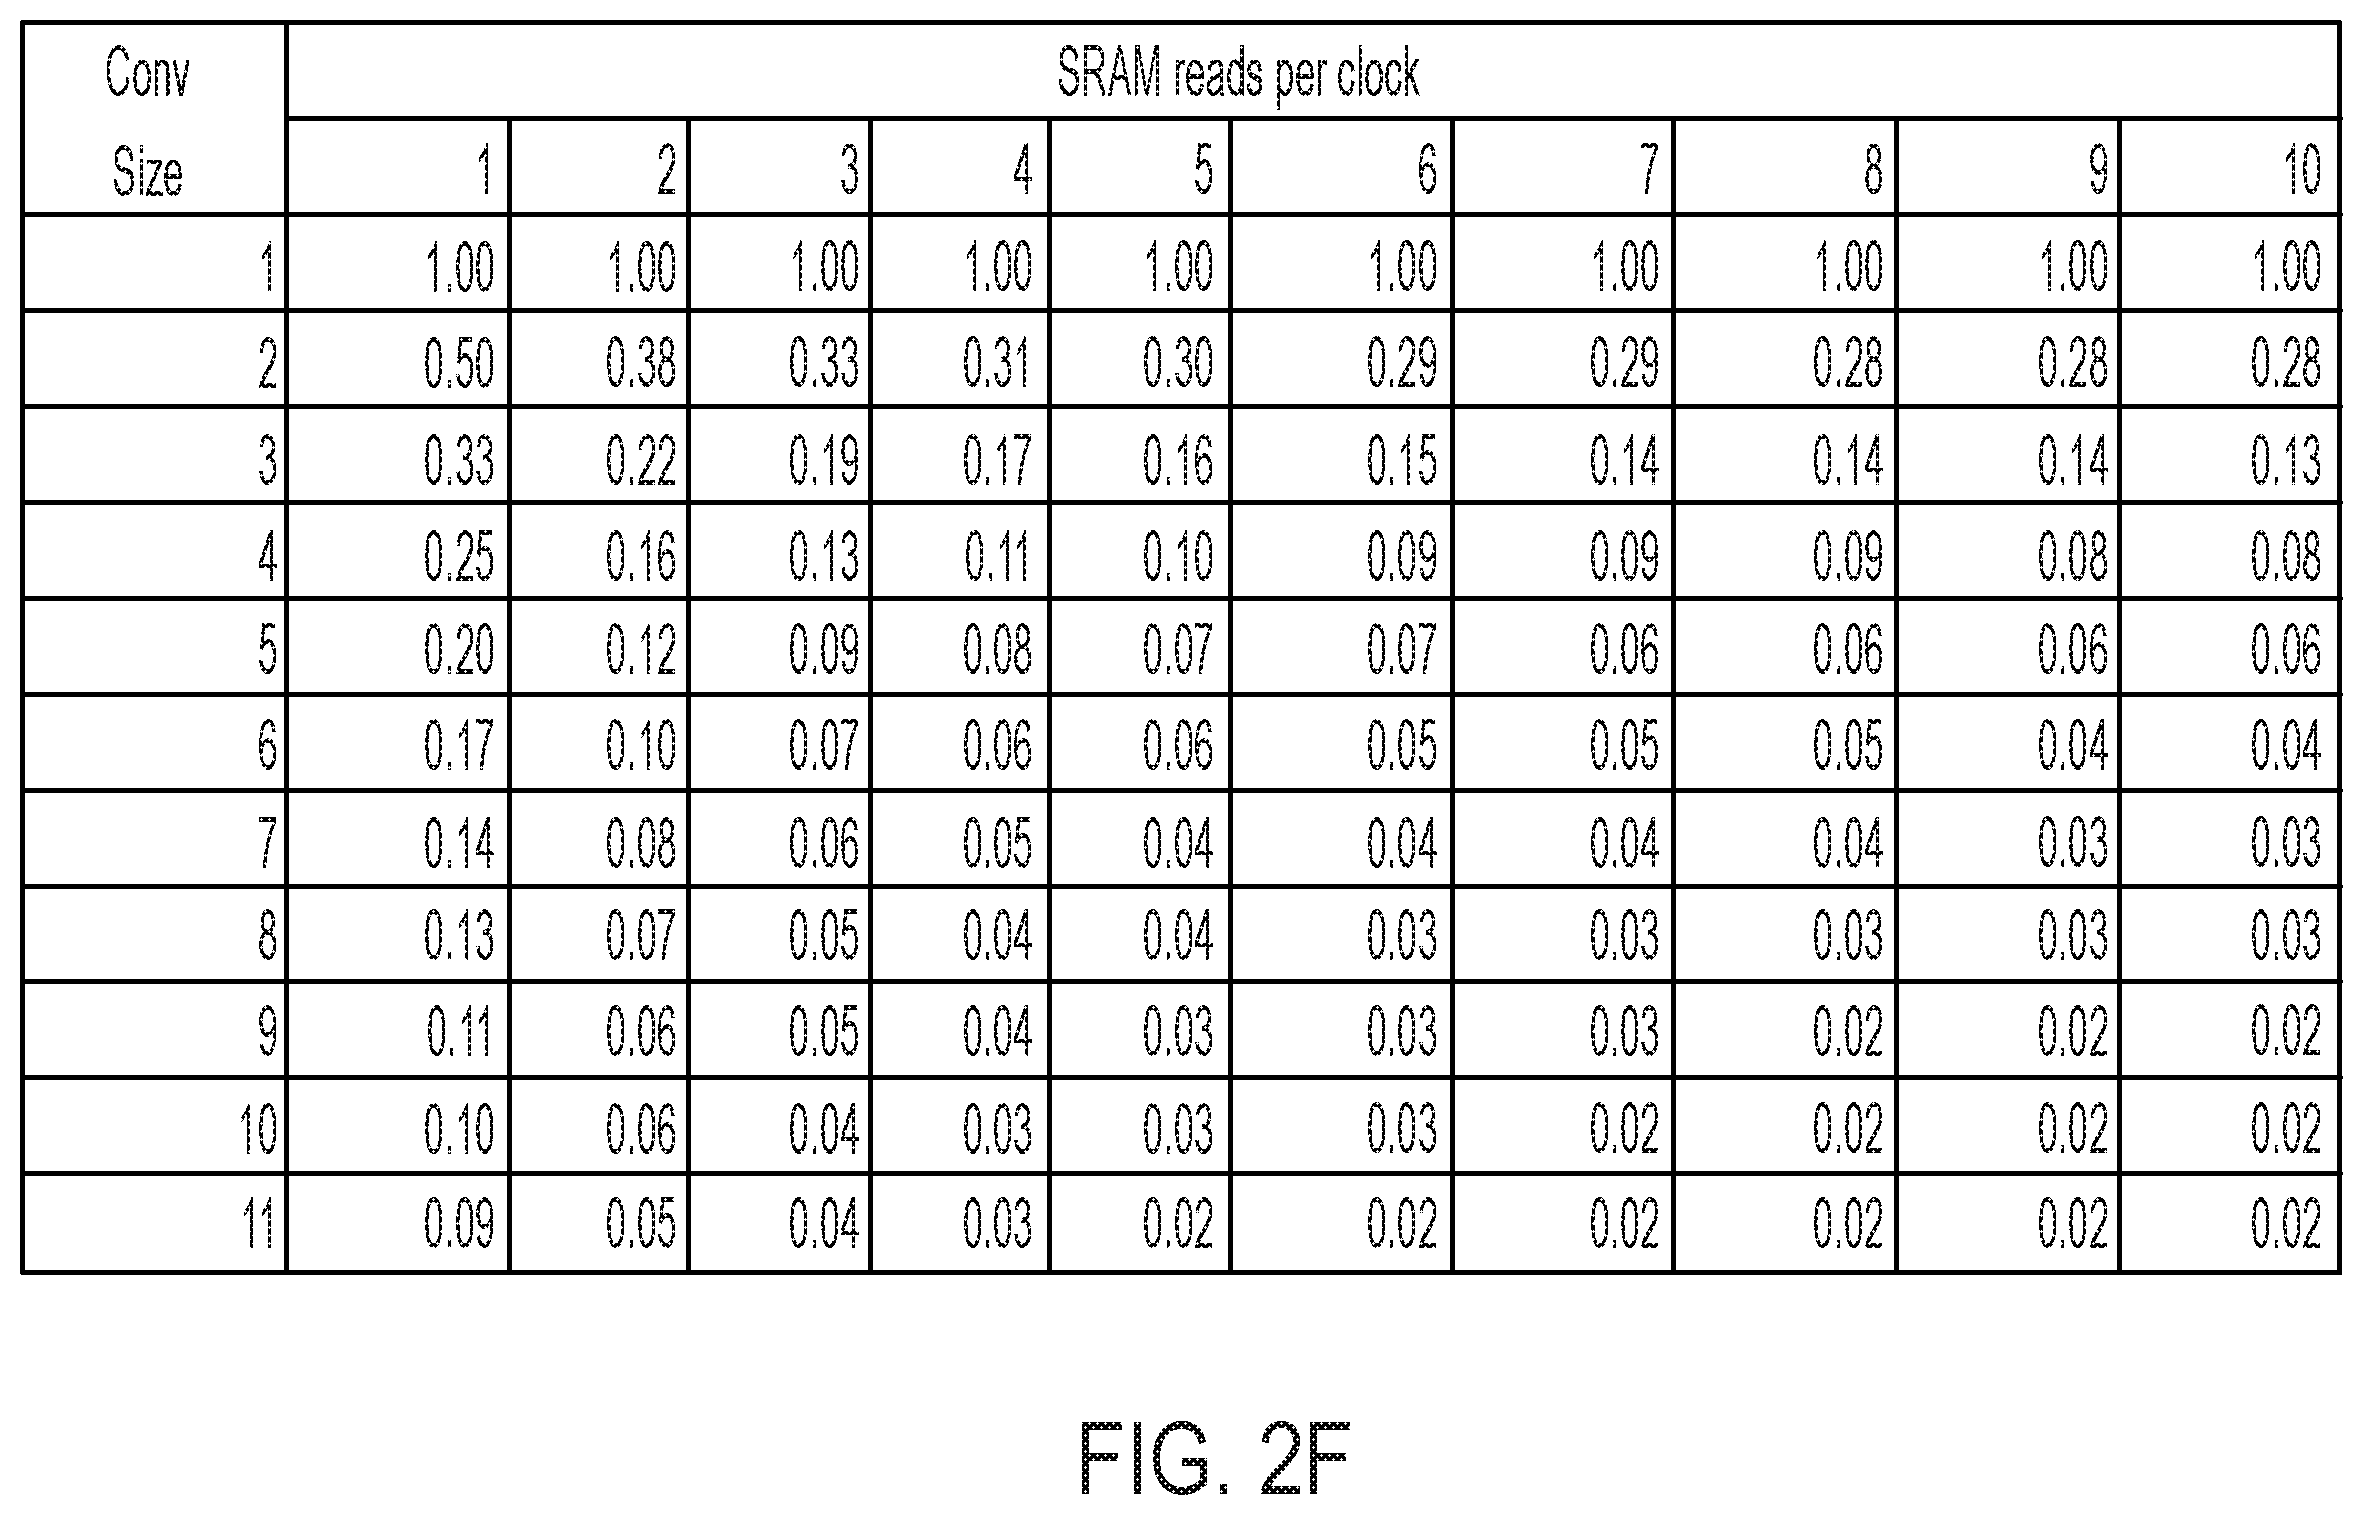 Conv SRAM reads per clock
Size 1 2 3 4 5 6 7 8 9 10
1 1.00 1.00 1.00 1.00 1.00 1.00 1.00 1.00 1.00 1.00
2 0.50 0.38 0.33 0.31 0.30 0.29 0.29 0.28 0.28 0.28
3 0.33 0.22 0.19 0.17 0.16 0.15 0.14 0.14 0.14 0.13
4 0.25 0.16 0.13 0.11 0.10 0.09 0.09 0.09 0.08 0.08
5 0.20 0.12 0.09 0.08 0.07 0.07 0.06 0.06 0.06 0.06
6 0.17 0.10 0.07 0.06 0.06 0.05 0.05 0.05 0.04 0.04
7 0.14 0.08 0.06 0.05 0.04 0.04 0.04 0.04 0.03 0.03
8 0.13 0.07 0.05 0.04 0.04 0.03 0.03 0.03 0.03 0.03
9 0.11 0.06 0.05 0.04 0.03 0.03 0.03 0.02 0.02 0.02
10 0.10 0.06 0.04 0.03 0.03 0.03 0.02 0.02 0.02 0.02
11 0.09 0.05 0.04 0.03 0.02 0.02 0.02 0.02 0.02 0.02
FIG. 2F